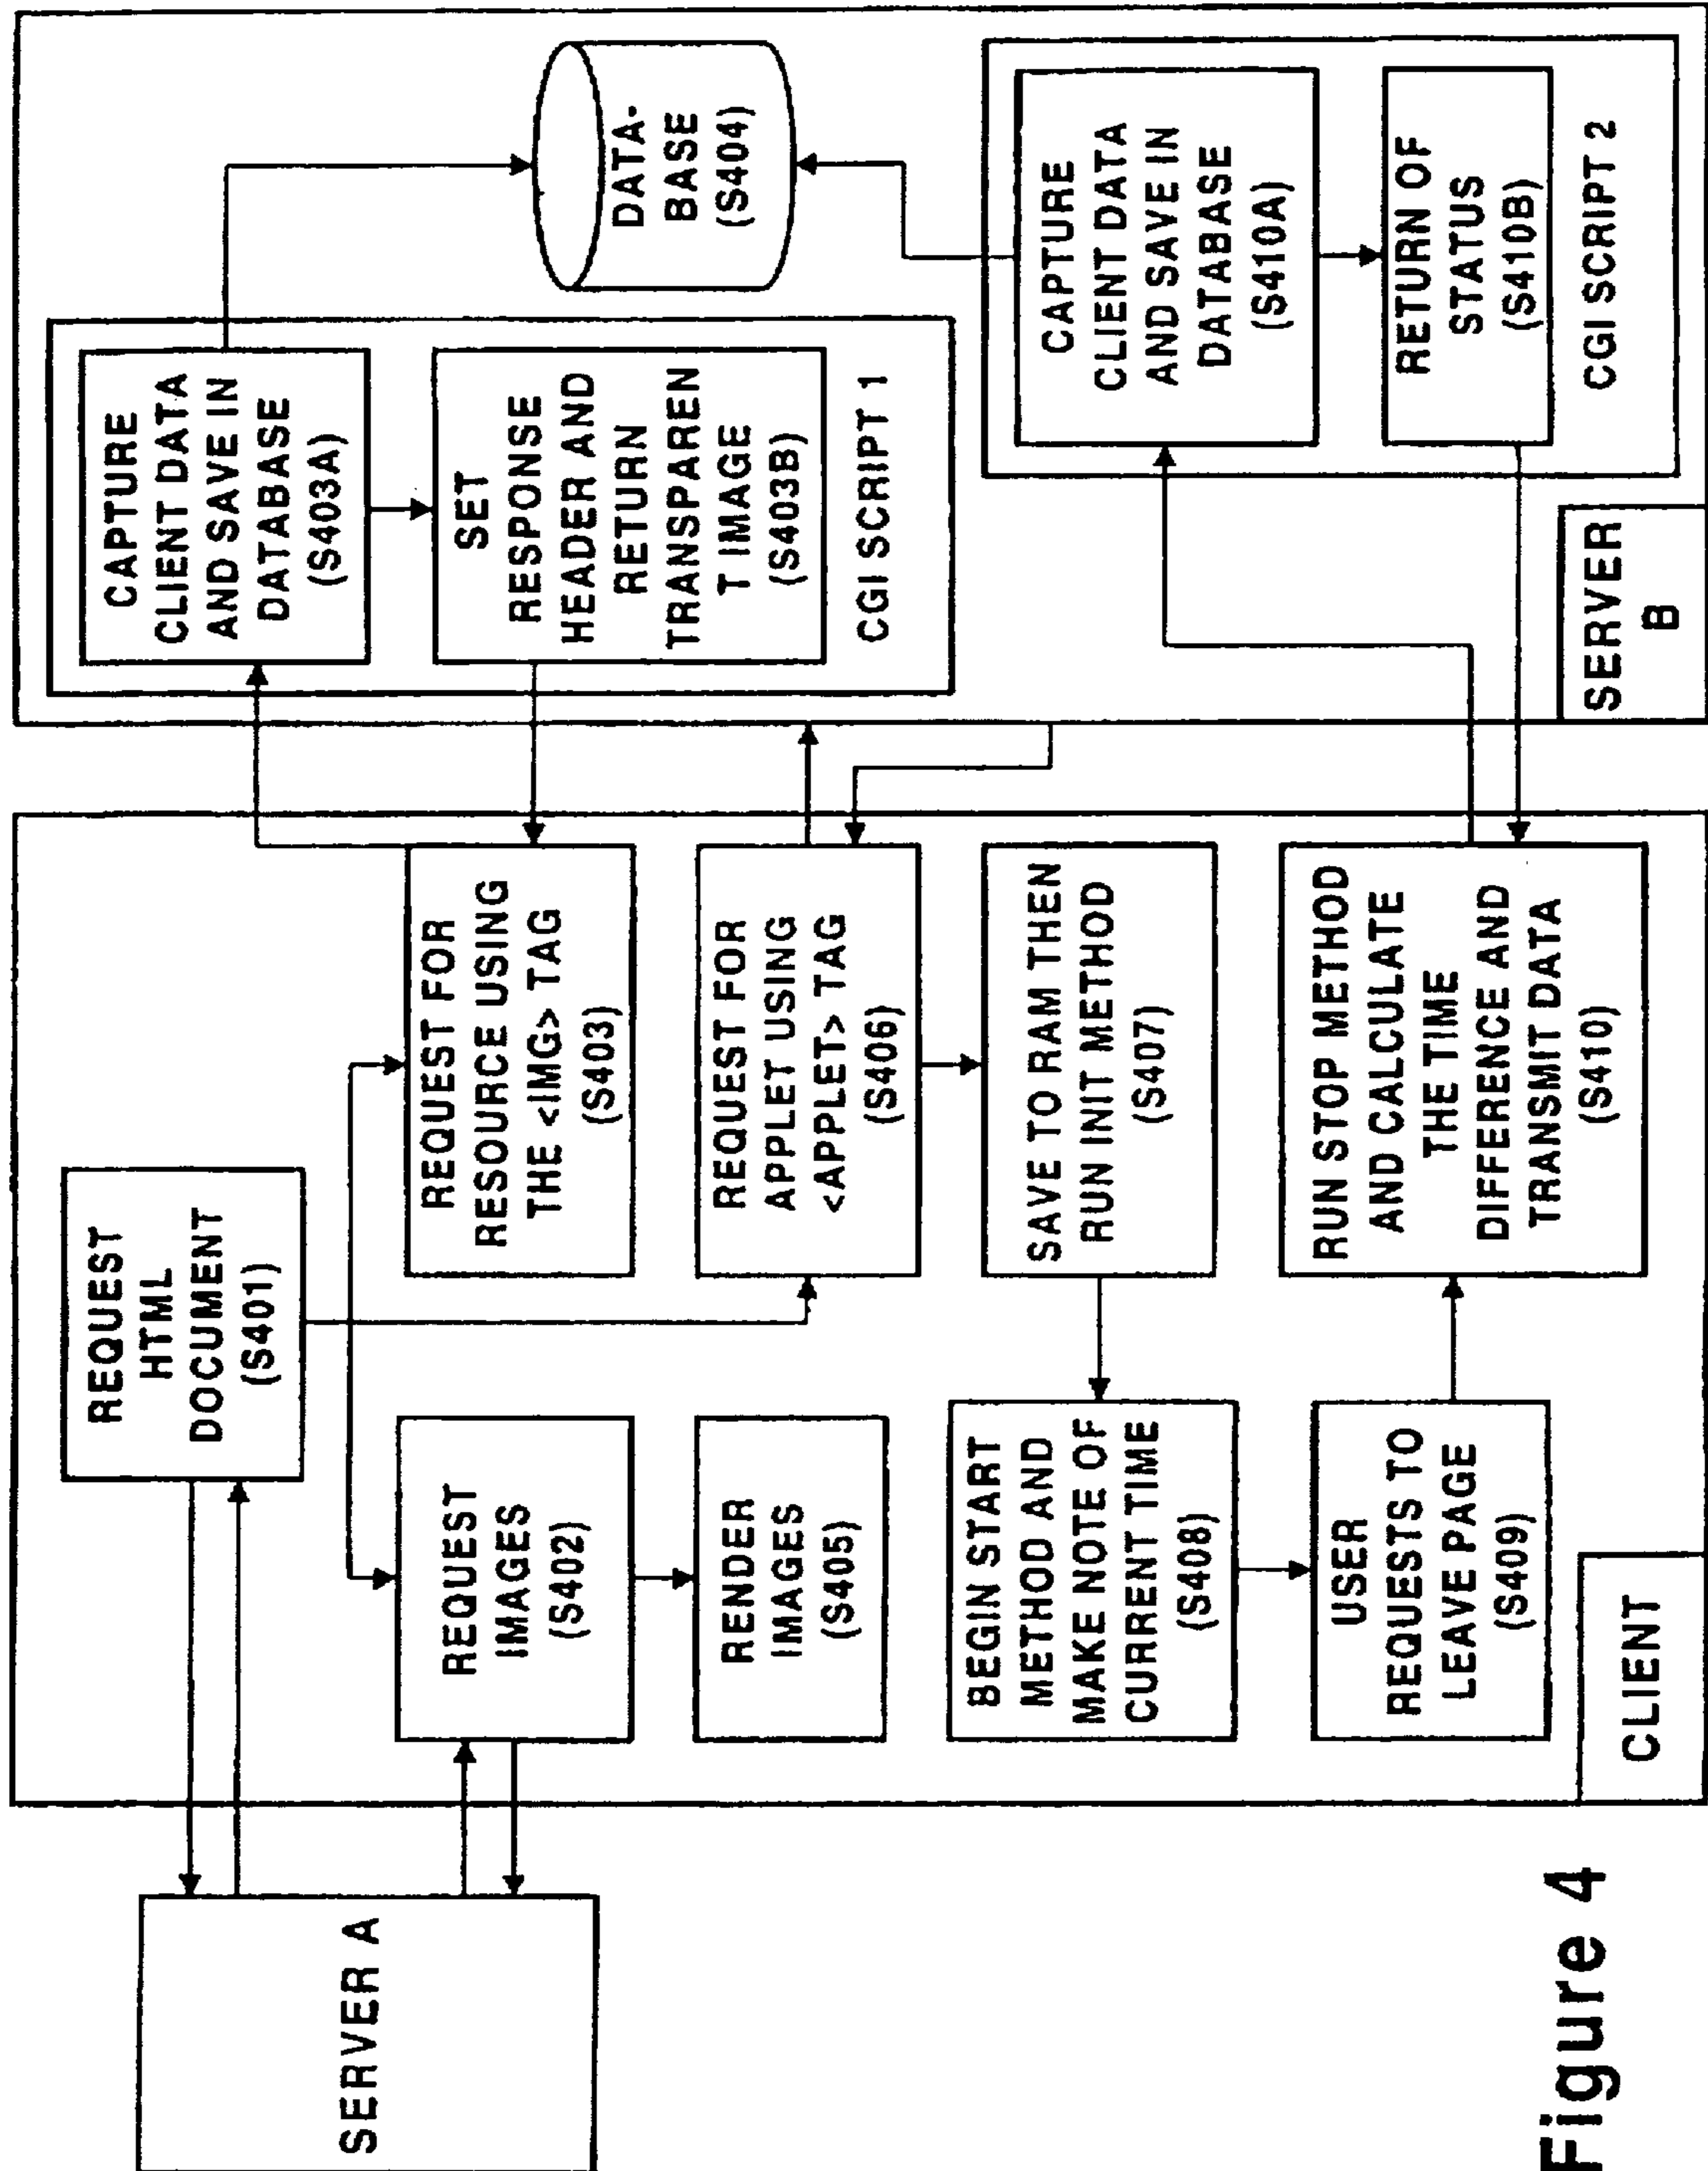 SERVER A
REQUEST
HTML
DOCUMENT
(S401)
REQUEST
IMAGES
(S402)
RENDER
IMAGES
(S405)
REQUEST FOR
RESOURCE USING
THE <IMG> TAG
(S403)
REQUEST FOR
APPLET USING
<APPLET> TAG
(S406)
SAVE TO RAM THEN
RUN INIT METHOD
(S407)
BEGIN START
METHOD AND
MAKE NOTE OF
CURRENT TIME
(S408)
USER
REQUESTS TO
LEAVE PAGE
(S409)
RUN STOP METHOD
AND CALCULATE
THE TIME
DIFFERENCE AND
TRANSMIT DATA
(S410)
CLIENT
CAPTURE
CLIENT DATA
AND SAVE IN
DATABASE
(S403A)
SET
RESPONSE
HEADER AND
RETURN
TRANSPAREN
T IMAGE
(S403B)
CGI SCRIPT 1
DATA-
BASE
(S404)
CAPTURE
CLIENT DATA
AND SAVE IN
DATABASE
(S410A)
RETURN OF
STATUS
(S410B)
CGI SCRIPT 2
SERVER
B
Figure 4